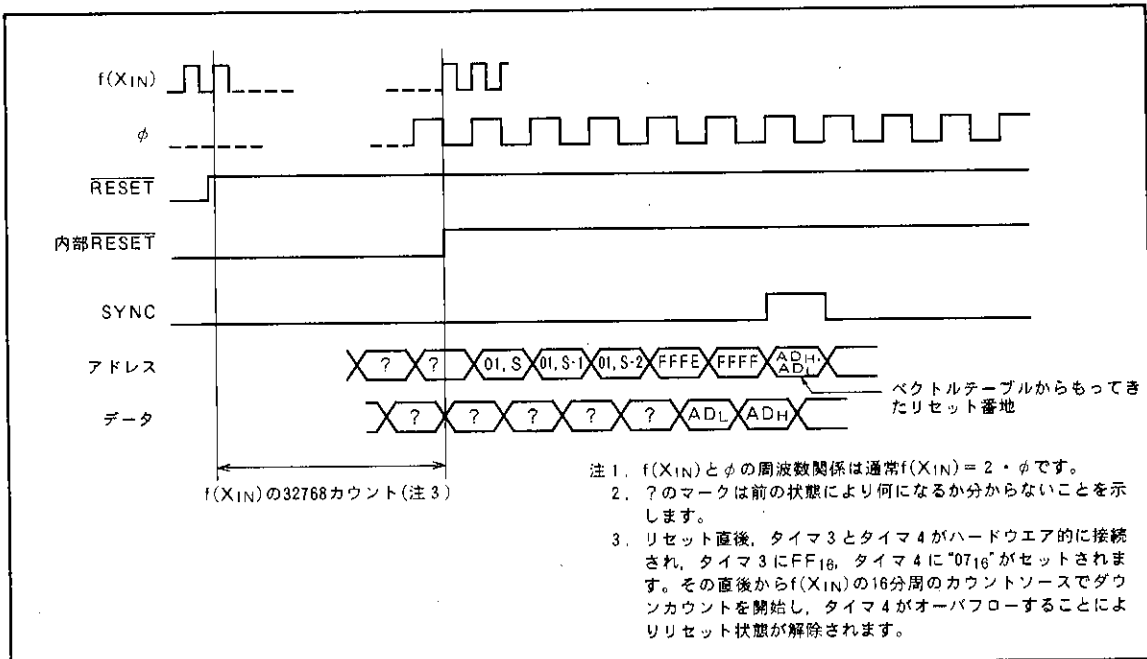 f(XIN)
φ
RESET
内部RESET
SYNC
アドレス
? ? 01, S 01, S-1 01, S-2 FFFE FFFF ADH, ADL
データ
? ? ? ? ? ADL ADH
ベクトルテーブルからもってき
たリセット番地
f(XIN)の32768カウント(注3)
注1. f(XIN)とφの周波数関係は通常f(XIN)=2・φです。
2. ?のマークは前の状態により何になるか分からないことを示
します。
3. リセット直後, タイマ3とタイマ4がハードウエア的に接続
され, タイマ3にFF16, タイマ4に"0716"がセットされま
す。その直後からf(XIN)の16分周のカウントソースでダウ
ンカウントを開始し, タイマ4がオーバフローすることによ
りリセット状態が解除されます。